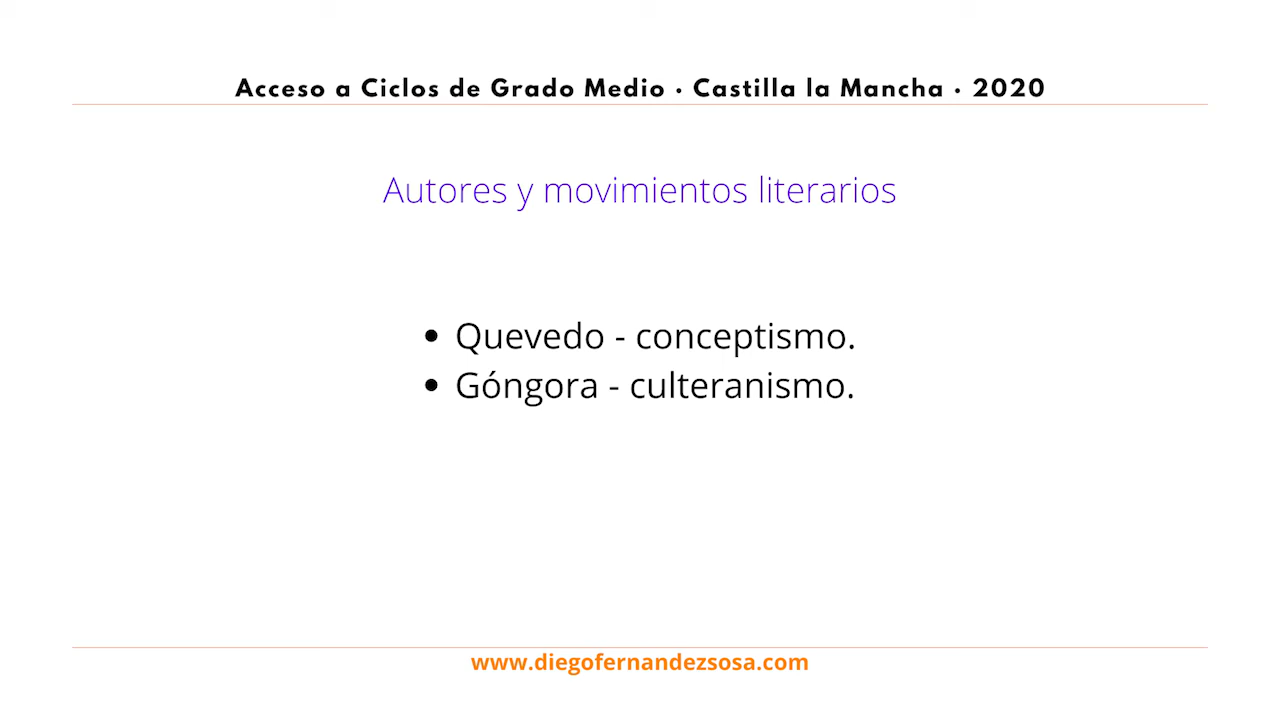 Acceso a Ciclos de Grado Medio · Castilla la Mancha · 2020
Autores y movimientos literarios
• Quevedo - conceptismo.
• Góngora - culteranismo.
www.diegofernandezsosa.com